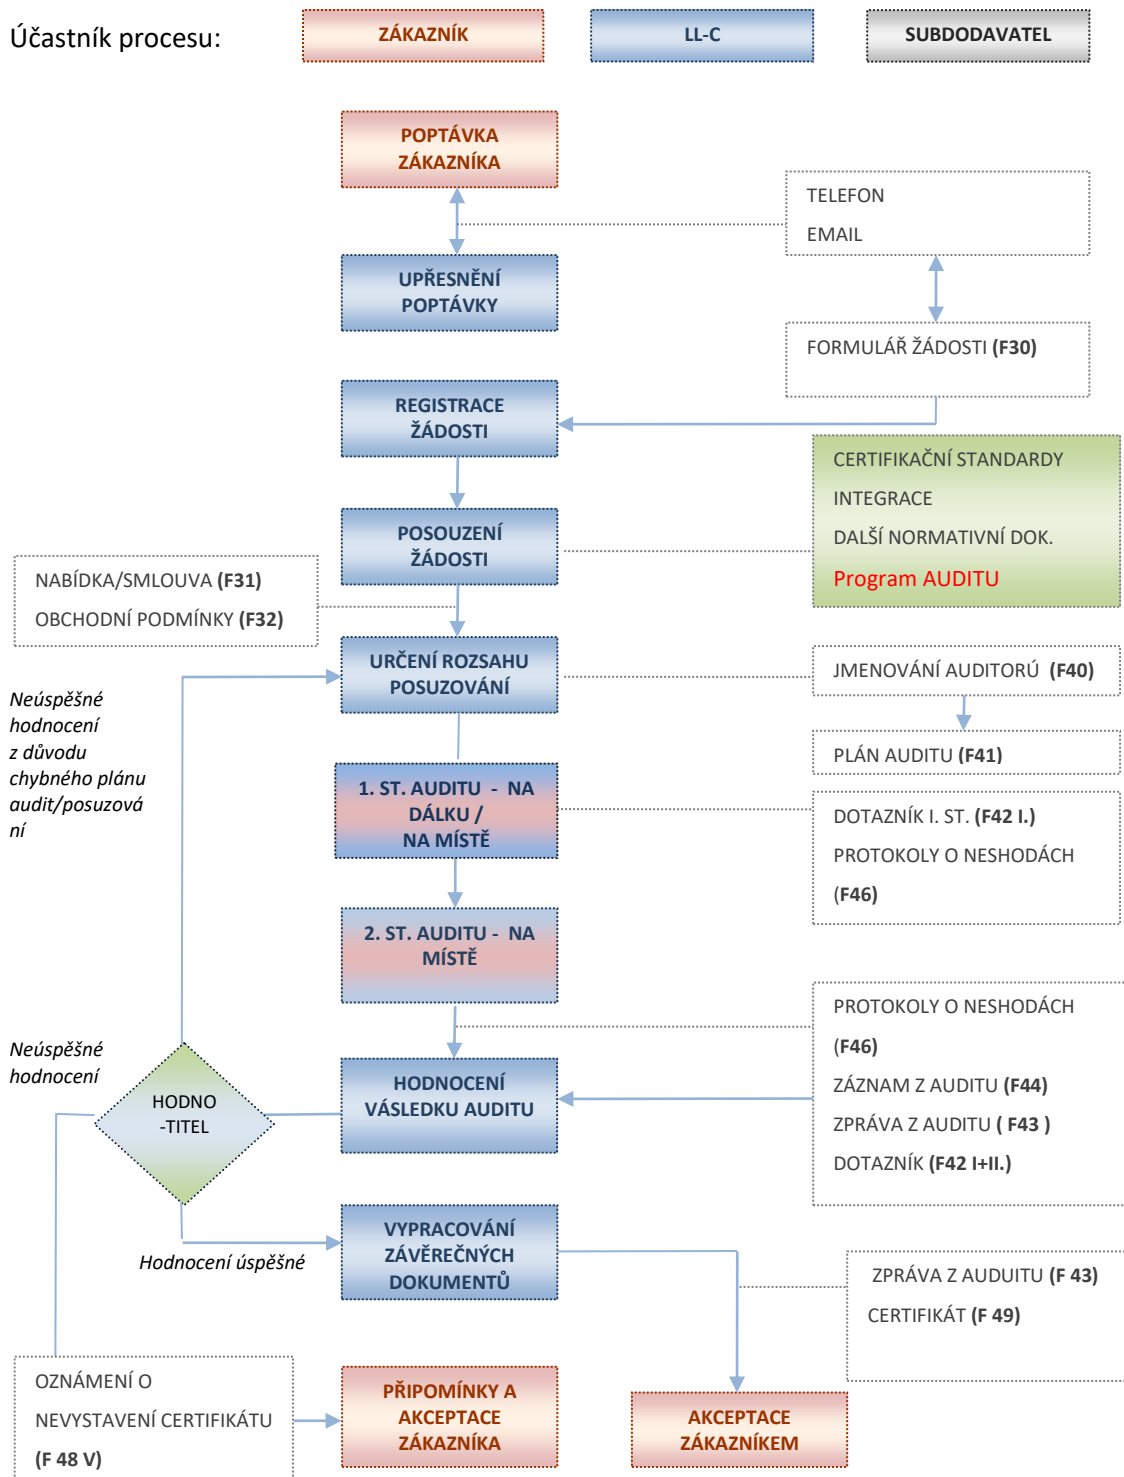 Účastník procesu:
ZÁKAZNÍK
LL-C
SUBDODAVATEL
POPTÁVKA
ZÁKAZNÍKA
TELEFON
EMAIL
UPŘESNĚNÍ
POPTÁVKY
FORMULÁŘ ŽÁDOSTI (F30)
REGISTRACE
ŽÁDOSTI
CERTIFIKAČNÍ STANDARDY
INTEGRACE
DALŠÍ NORMATIVNÍ DOK.
Program AUDITU
POSOUZENÍ
ŽÁDOSTI
NABÍDKA/SMLOUVA (F31)
OBCHODNÍ PODMÍNKY (F32)
URČENÍ ROZSAHU
POSUZOVÁNÍ
JMENOVÁNÍ AUDITORÚ (F40)
Neúspěšné
hodnocení
z důvodu
chybného plánu
audit/posuzová
ní
PLÁN AUDITU (F41)
1. ST. AUDITU - NA
DÁLKU /
NA MÍSTĚ
DOTAZNÍK I. ST. (F42 I.)
PROTOKOLY O NESHODÁCH
(F46)
2. ST. AUDITU - NA
MÍSTĚ
PROTOKOLY O NESHODÁCH
(F46)
ZÁZNAM Z AUDITU (F44)
ZPRÁVA Z AUDITU ( F43 )
DOTAZNÍK (F42 I+II.)
Neúspěšné
hodnocení
HODNOCENÍ
VÁSLEDKU AUDITU
HODNO
-TITEL
VYPRACOVÁNÍ
ZÁVĚREČNÝCH
DOKUMENTŮ
Hodnocení úspěšné
ZPRÁVA Z AUDUITU (F 43)
CERTIFIKÁT (F 49)
OZNÁMENÍ O
NEVYSTAVENÍ CERTIFIKÁTU
(F 48 V)
PŘIPOMÍNKY A
AKCEPTACE
ZÁKAZNÍKA
AKCEPTACE
ZÁKAZNÍKEM